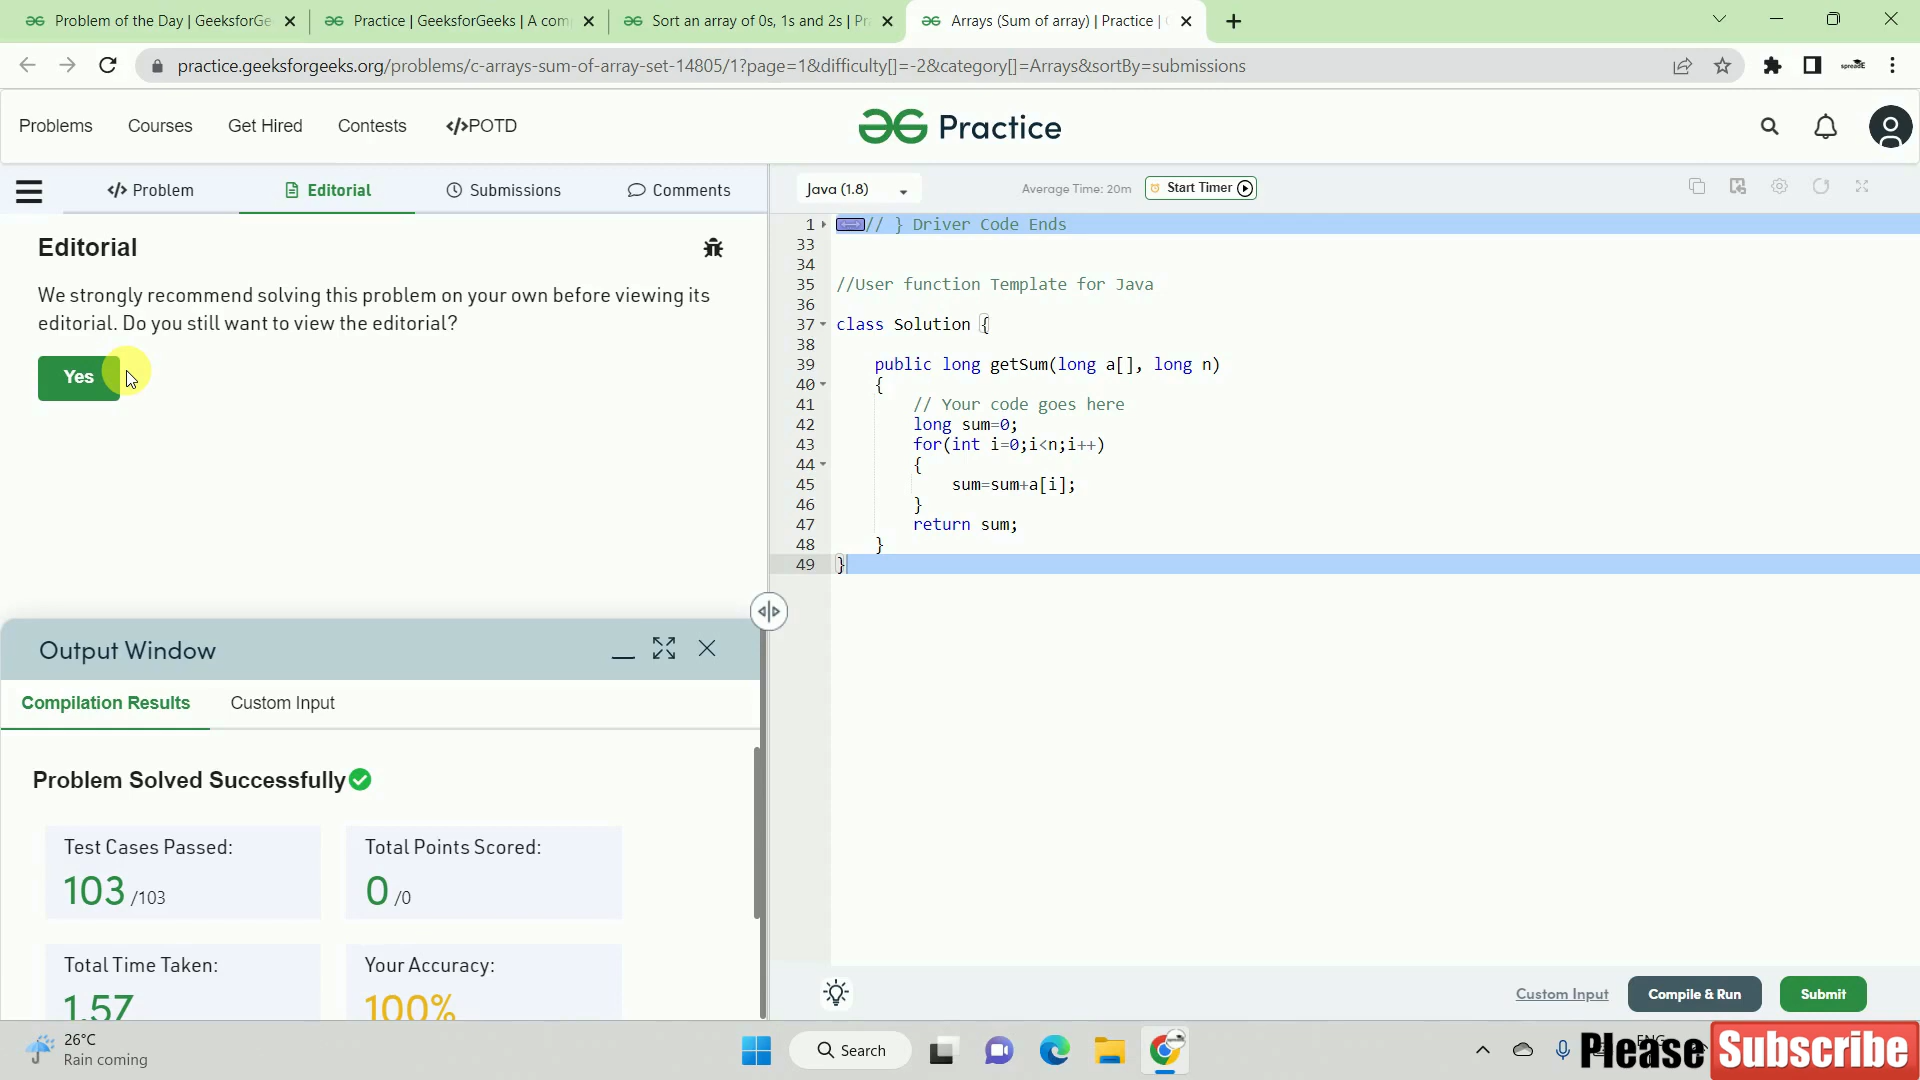 Problem of the Day | GeeksforGe
Practice | GeeksforGeeks | A com
Sort an array of 0s, 1s and 2s | Pra
Arrays (Sum of array) | Practice |
practice.geeksforgeeks.org/problems/c-arrays-sum-of-array-set-14805/1?page=1&difficulty[]=-2&category[]=Arrays&sortBy=submissions
Problems
Courses
Get Hired
Contests
</>POTD
Practice
</> Problem
Editorial
Submissions
Comments
Java (1.8)
Average Time: 20m
Start Timer
Editorial
We strongly recommend solving this problem on your own before viewing its
editorial. Do you still want to view the editorial?
Yes
1 // } Driver Code Ends
33
34
35 //User function Template for Java
36
37 class Solution {
38
39 public long getSum(long a[], long n)
40 {
41 // Your code goes here
42 long sum=0;
43 for(int i=0;i<n;i++)
44 {
45 sum=sum+a[i];
46 }
47 return sum;
48 }
49 }
Output Window
Compilation Results
Custom Input
Problem Solved Successfully
Test Cases Passed:
103 /103
Total Points Scored:
0 /0
Total Time Taken:
1.57
Your Accuracy:
100%
Custom Input
Compile & Run
Submit
26°C
Rain coming
Search
ENG
Please Subscribe